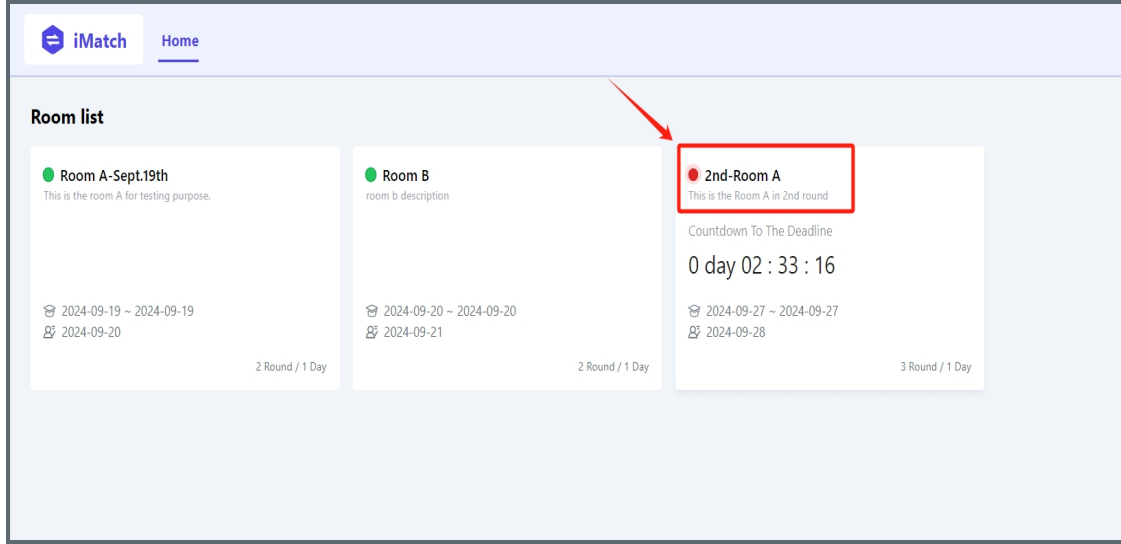 iMatch
Home
Room list
Room A-Sept.19th
This is the room A for testing purpose.
2024-09-19 ~ 2024-09-19
2024-09-20
2 Round / 1 Day
Room B
room b description
2024-09-20 ~ 2024-09-20
2024-09-21
2 Round / 1 Day
2nd-Room A
This is the Room A in 2nd round
Countdown To The Deadline
0 day 02 : 33 : 16
2024-09-27 ~ 2024-09-27
2024-09-28
3 Round / 1 Day